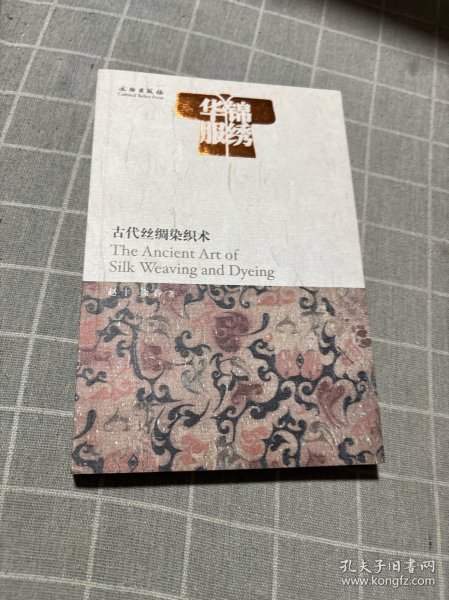 文物出版社
Cultural Relics Press
锦绣
华服
古代丝绸染织术
The Ancient Art of
Silk Weaving and Dyeing
孔夫子旧书网
www.kongfz.com